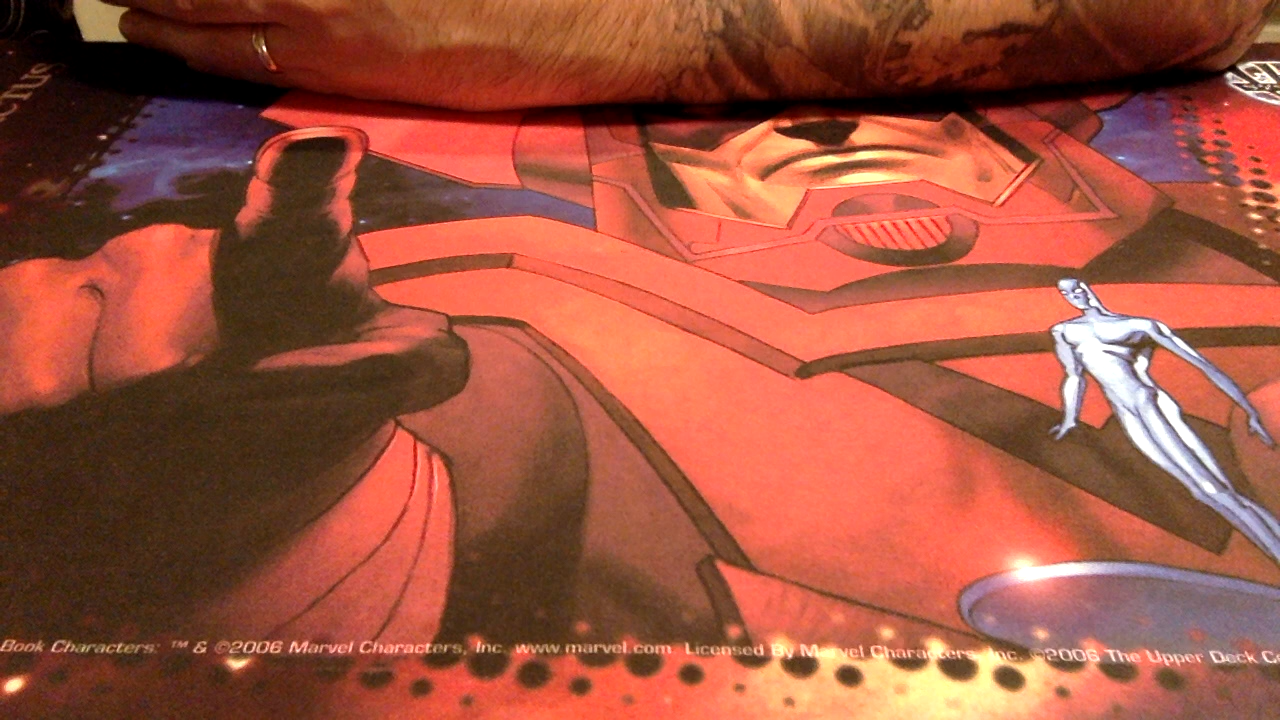 Book Characters: ™ & ©2006 Marvel Characters, Inc. www.marvel.com Licensed By Marvel Characters, Inc. ©2006 The Upper Deck Co